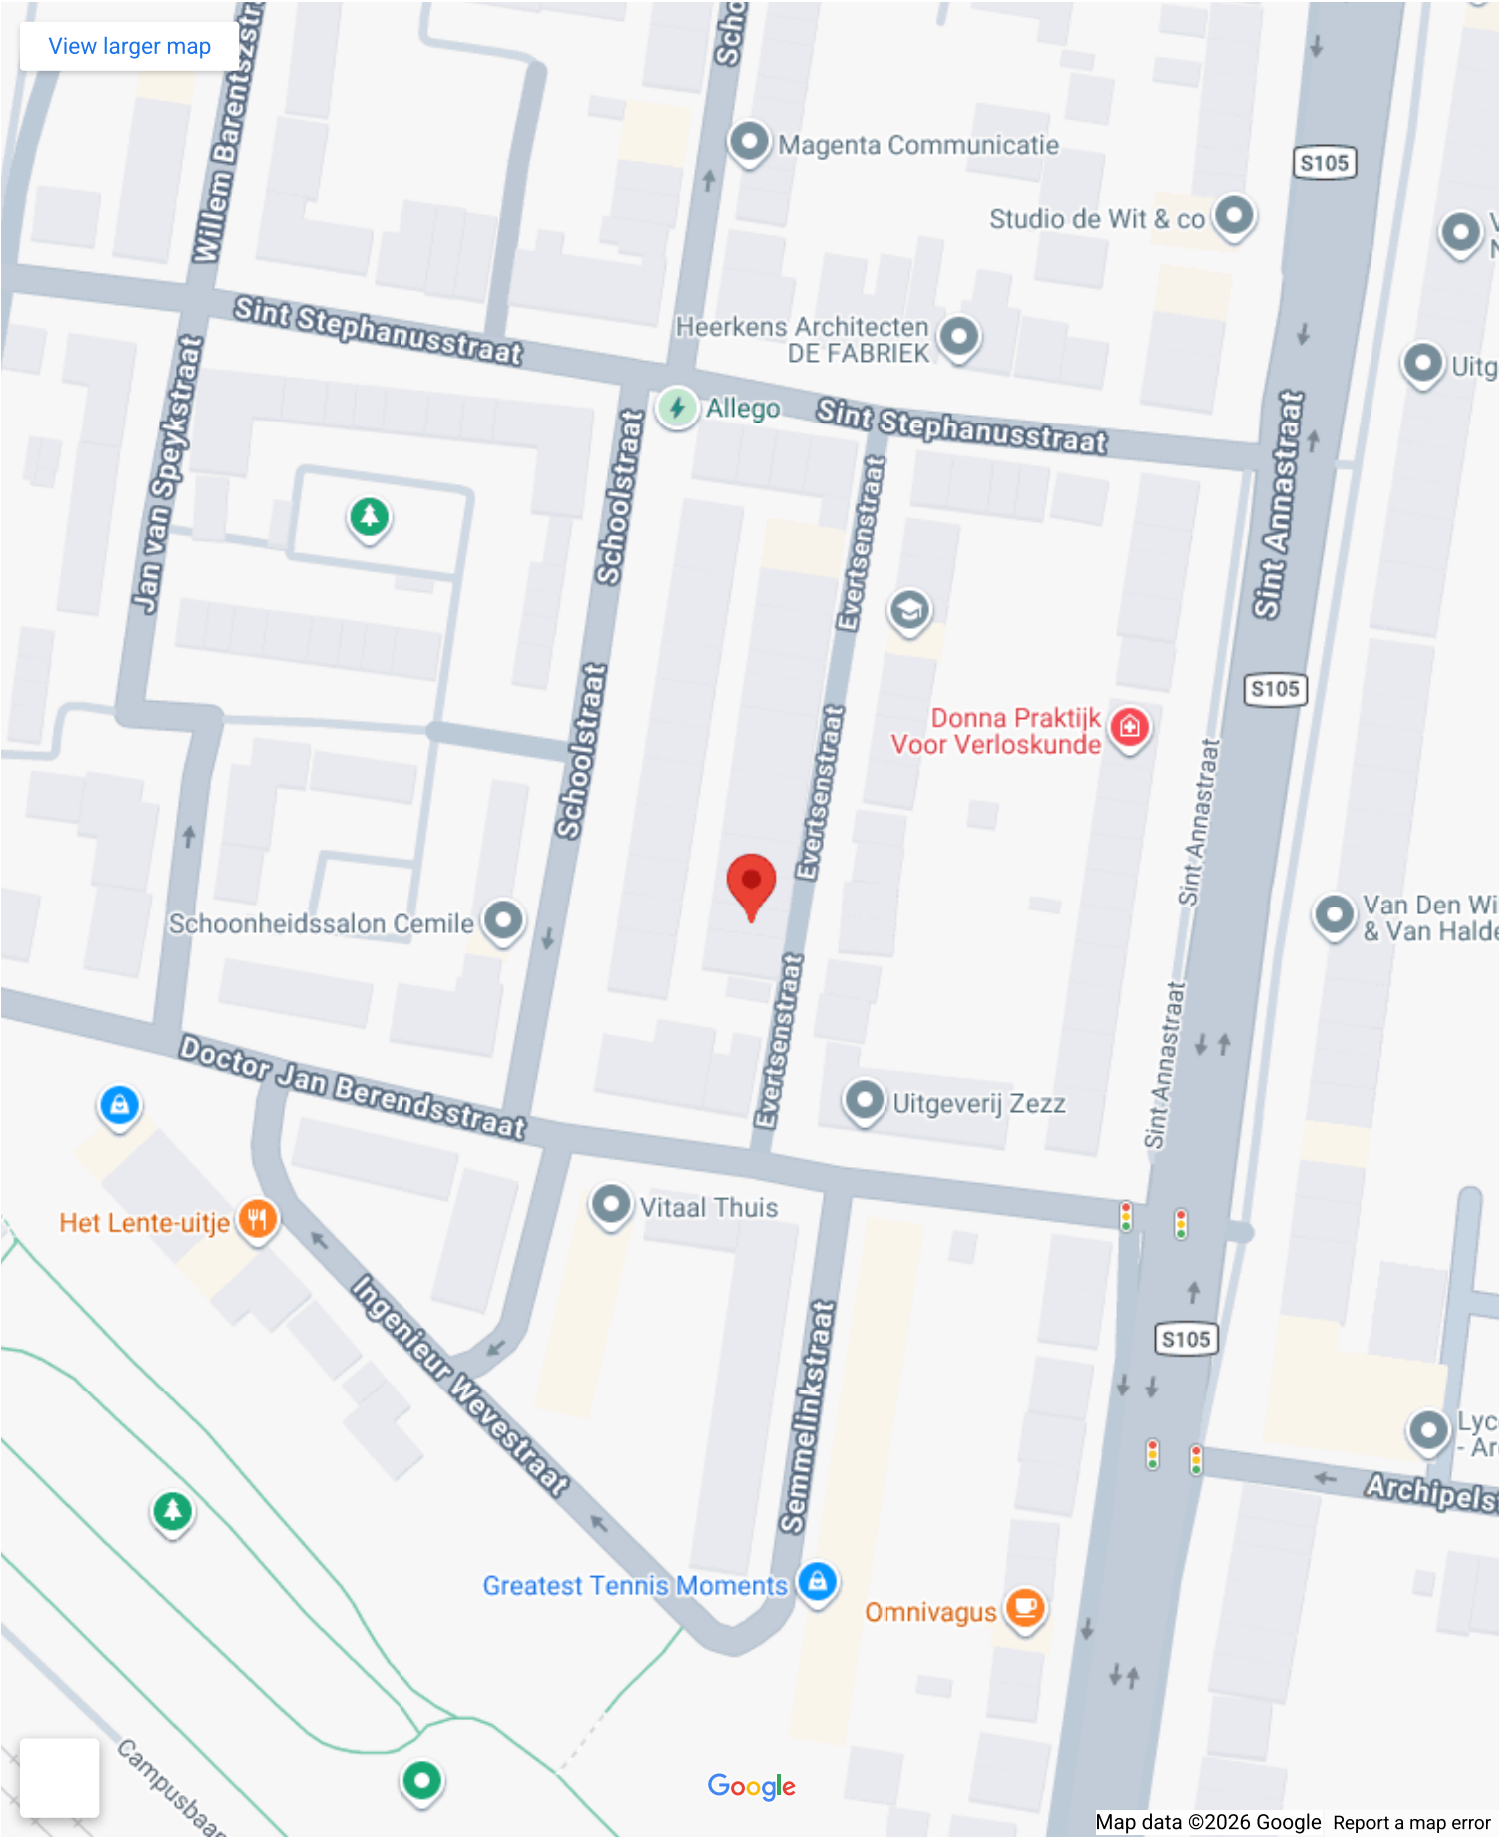 View larger map
Willem Barentszstr
Scho
Magenta Communicatie
S105
Studio de Wit & co
Sint Stephanusstraat
Heerkens Architecten
DE FABRIEK
Uitg
Jan van Speykstraat
Allego
Sint Stephanusstraat
Schoolstraat
Evertsenstraat
Sint Annastraat
S105
Donna Praktijk
Voor Verloskunde
Schoolstraat
Evertsenstraat
Sint Annastraat
Schoonheidssalon Cemile
Van Den Wi
& Van Halde
Evertsenstraat
Sint Annastraat
Doctor Jan Berendsstraat
Uitgeverij Zezz
Het Lente-uitje
Vitaal Thuis
Ingenieur Wevestraat
Semmelinkstraat
S105
Lyc
- Ar
Archipelst
Greatest Tennis Moments
Omnivagus
Campusbaan
Google
Map data ©2026 Google
Report a map error